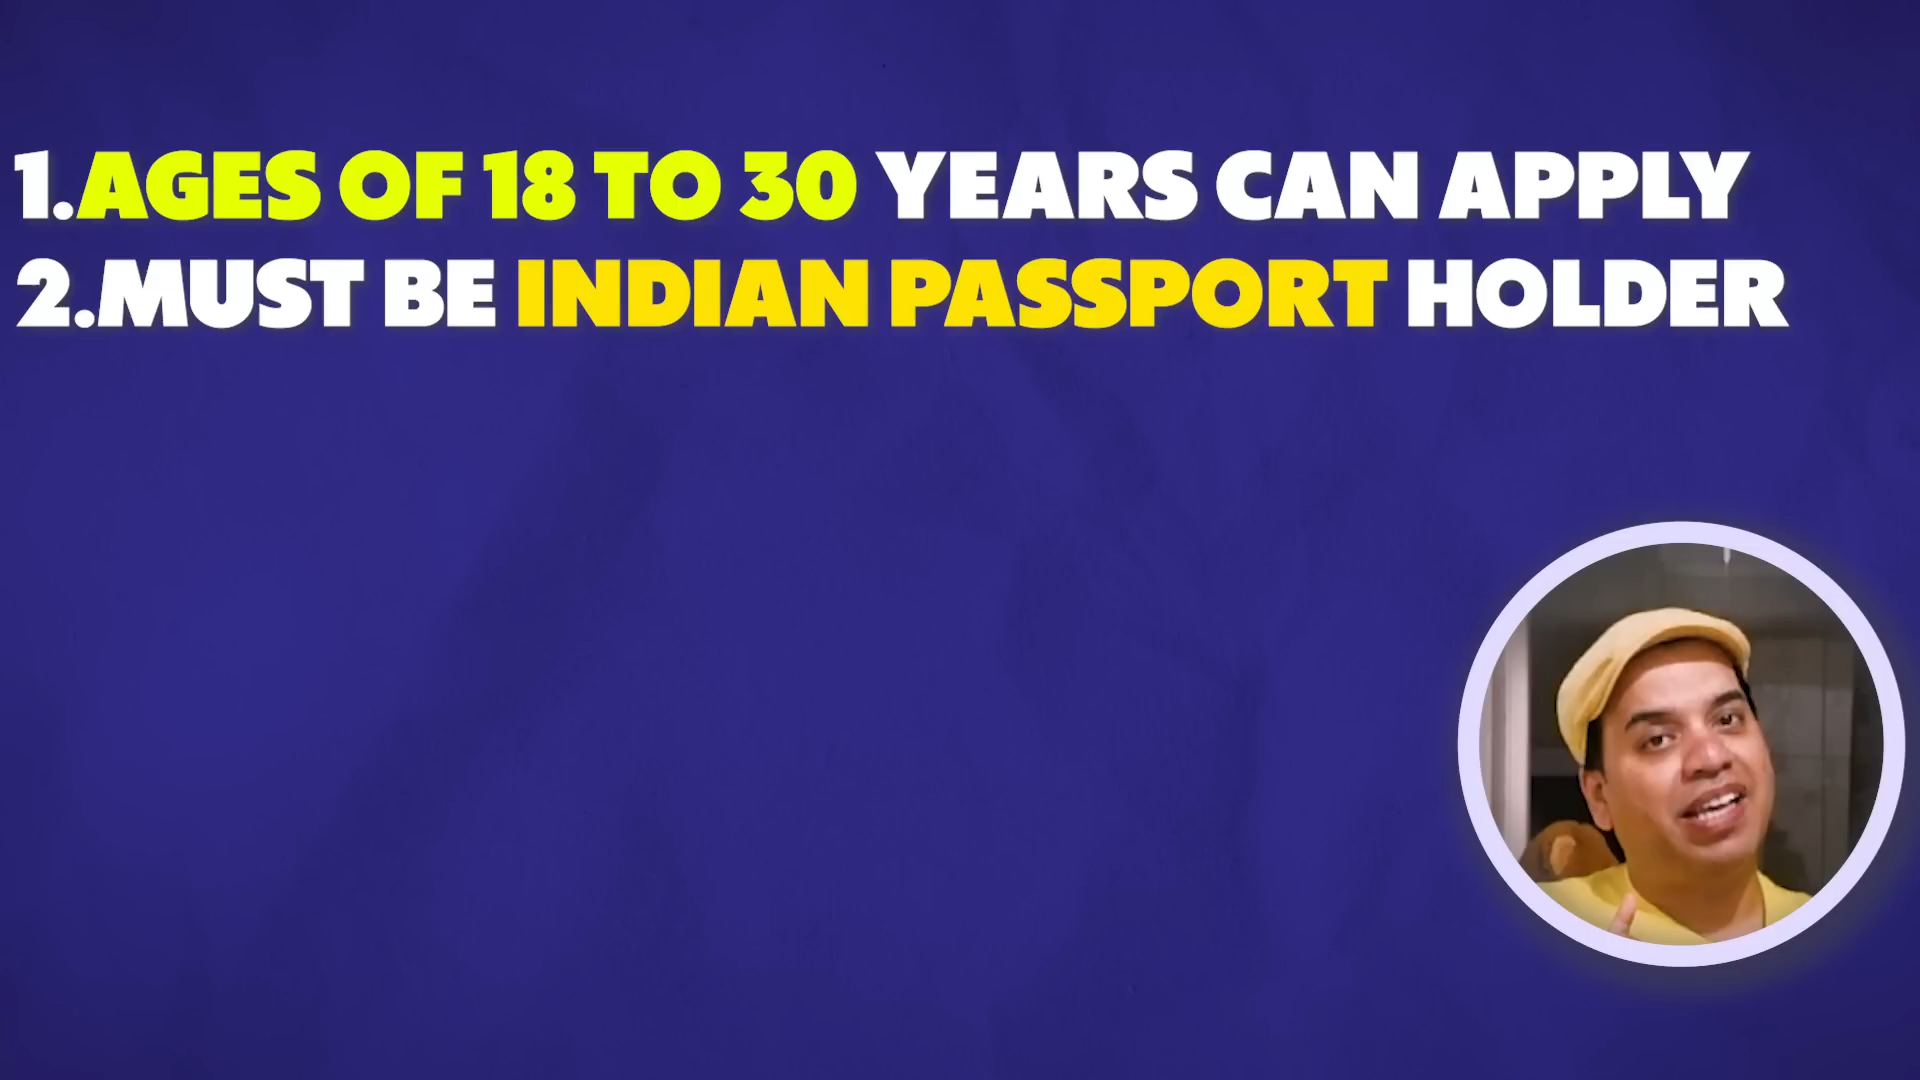 1.AGES OF 18 TO 30 YEARS CAN APPLY
2.MUST BE INDIAN PASSPORT HOLDER